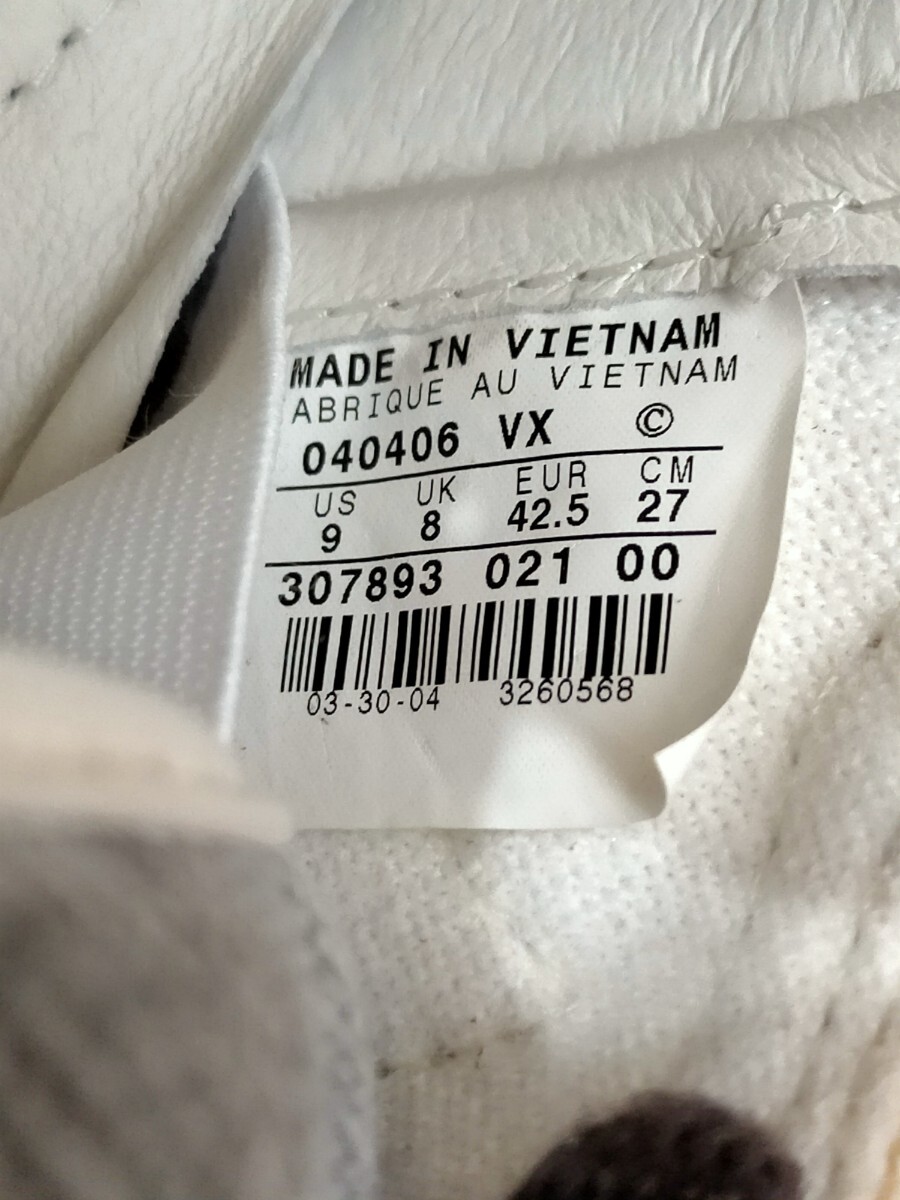 MADE IN VIETNAM
ABRIQUE AU VIETNAM
040406 VX ©
US UK EUR CM
9 8 42.5 27
307893 021 00
03-30-04 3260568